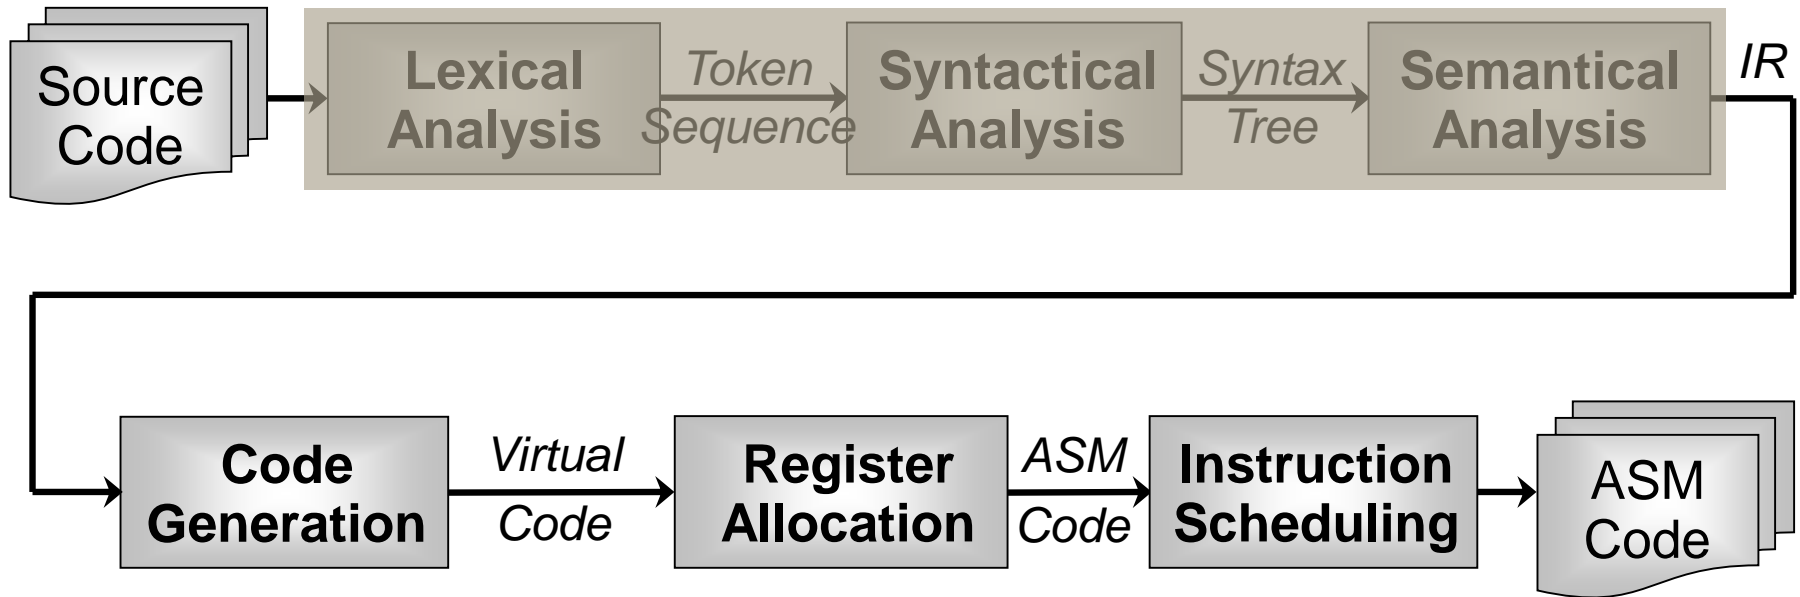 Source
Code
Lexical
Analysis
Token
Sequence
Syntactical
Analysis
Syntax
Tree
Semantical
Analysis
IR
Code
Generation
Virtual
Code
Register
Allocation
ASM
Code
Instruction
Scheduling
ASM
Code